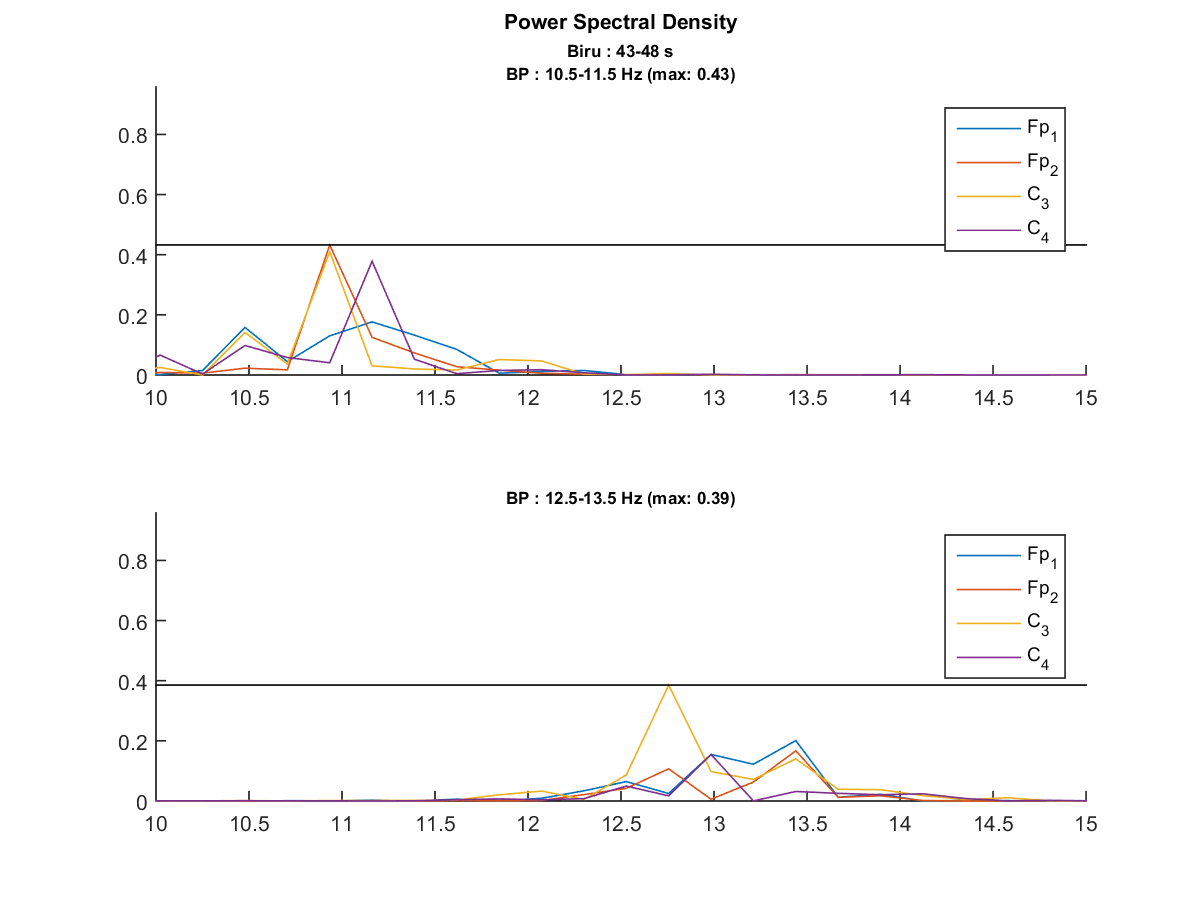 Power Spectral Density
Biru : 43-48 s
BP : 10.5-11.5 Hz (max: 0.43)
0.8
0.6
0.4
0.2
0
10 10.5 11 11.5 12 12.5 13 13.5 14 14.5 15
Fp1
Fp2
C3
C4
BP : 12.5-13.5 Hz (max: 0.39)
0.8
0.6
0.4
0.2
0
10 10.5 11 11.5 12 12.5 13 13.5 14 14.5 15
Fp1
Fp2
C3
C4